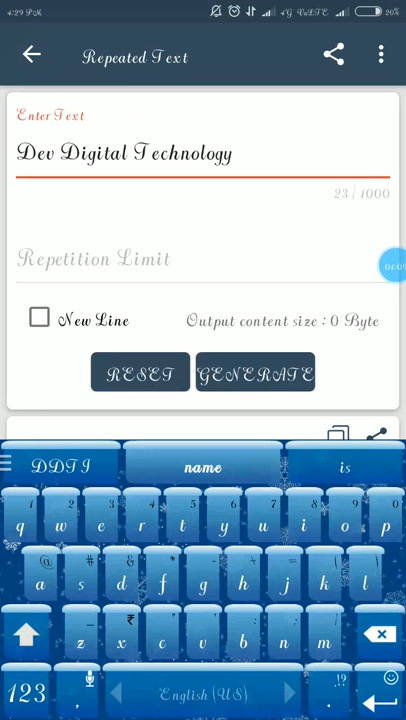 4:29 PM 4G VoLTE 20%
Repeated Text
Enter Text
Dev Digital Technology
23 / 1000
Repetition Limit
New Line Output content size : 0 Byte
RESET GENERATE
DDTI name is
1 2 3 4 5 6 7 8 9 0
q w e r t y u i o p
@ # & * - + = ( )
a s d f g h j k l
_ ₹ " ' : ; /
z x c v b n m
123 , English (US) . ,!?